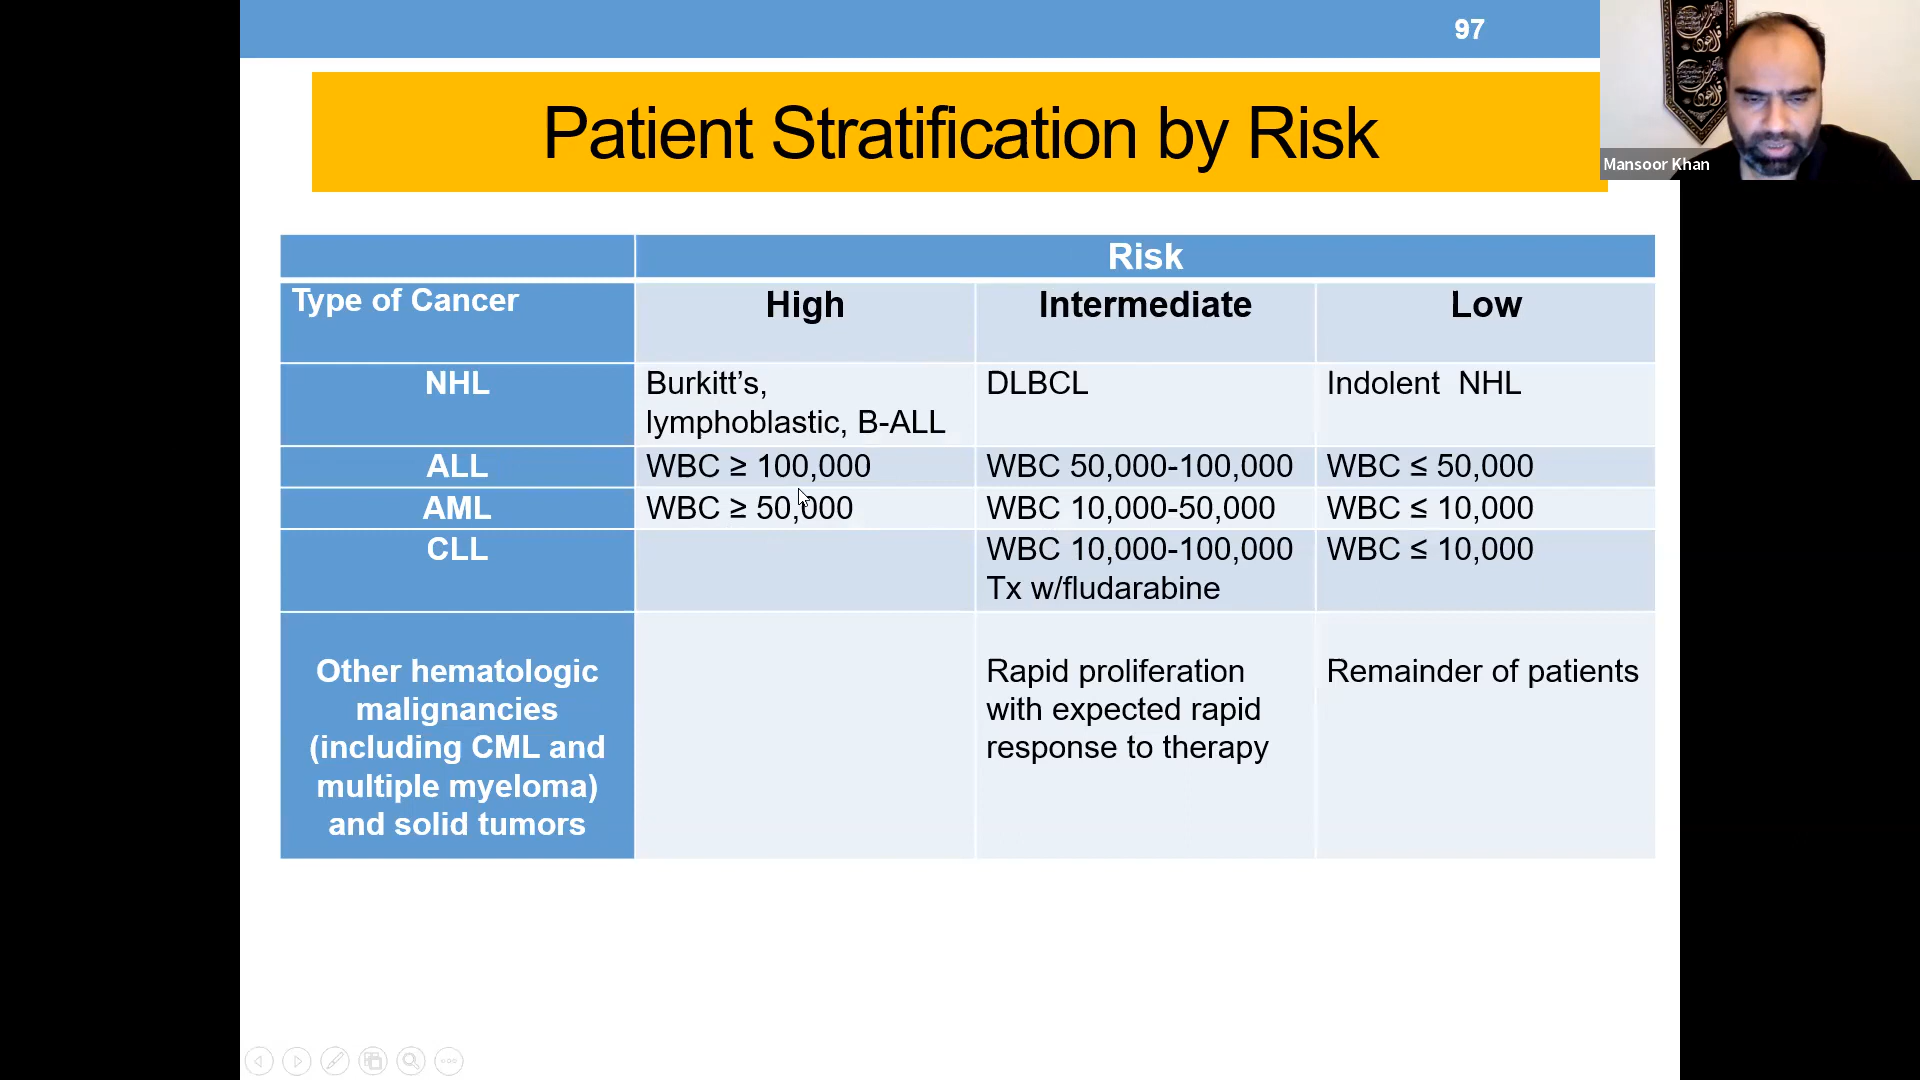 97
Patient Stratification by Risk
Mansoor Khan
Risk
Type of Cancer
High
Intermediate
Low
NHL
Burkitt’s,
lymphoblastic, B-ALL
DLBCL
Indolent NHL
ALL
WBC ≥ 100,000
WBC 50,000-100,000
WBC ≤ 50,000
AML
WBC ≥ 50,000
WBC 10,000-50,000
WBC ≤ 10,000
CLL
WBC 10,000-100,000
Tx w/fludarabine
WBC ≤ 10,000
Other hematologic
malignancies
(including CML and
multiple myeloma)
and solid tumors
Rapid proliferation
with expected rapid
response to therapy
Remainder of patients